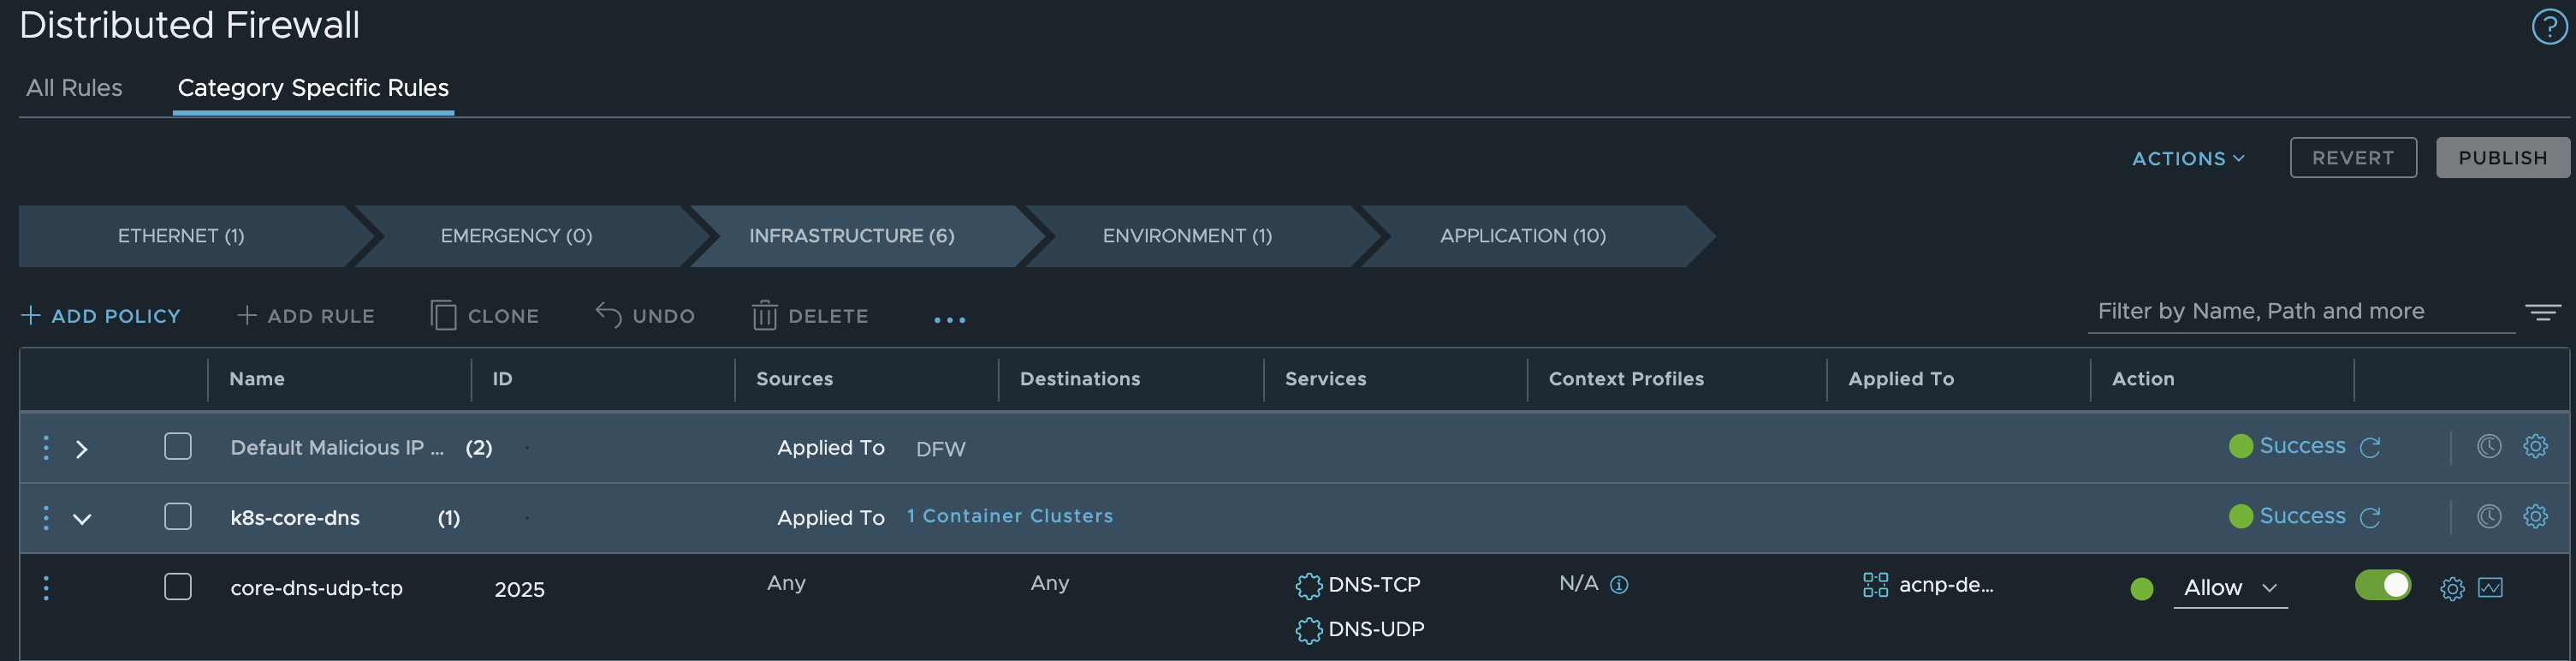 Distributed Firewall
?
All Rules Category Specific Rules
ACTIONS REVERT PUBLISH
ETHERNET (1) EMERGENCY (0) INFRASTRUCTURE (6) ENVIRONMENT (1) APPLICATION (10)
+ ADD POLICY + ADD RULE CLONE UNDO DELETE ... Filter by Name, Path and more
Name ID Sources Destinations Services Context Profiles Applied To Action
Default Malicious IP ... (2) Applied To DFW Success
k8s-core-dns (1) Applied To 1 Container Clusters Success
core-dns-udp-tcp 2025 Any Any DNS-TCP N/A acnp-de... Allow
DNS-UDP